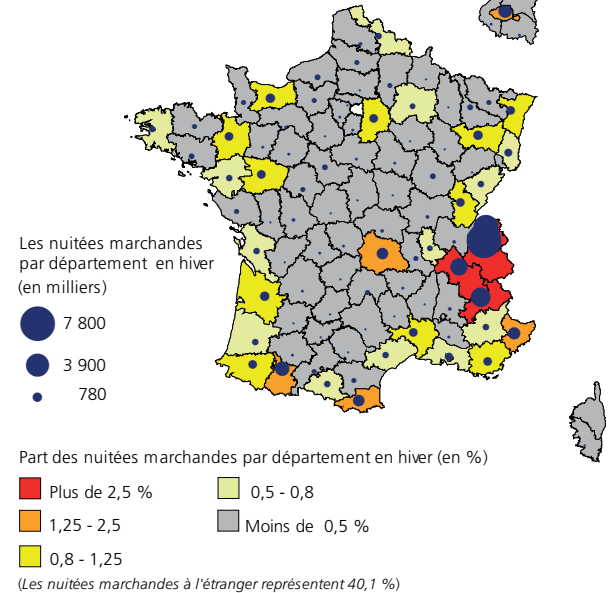 Les nuitées marchandes
par département en hiver
(en milliers)
7 800
3 900
780
Part des nuitées marchandes par département en hiver (en %)
Plus de 2,5 %
0,5 - 0,8
1,25 - 2,5
Moins de 0,5 %
0,8 - 1,25
(Les nuitées marchandes à l'étranger représentent 40,1 %)